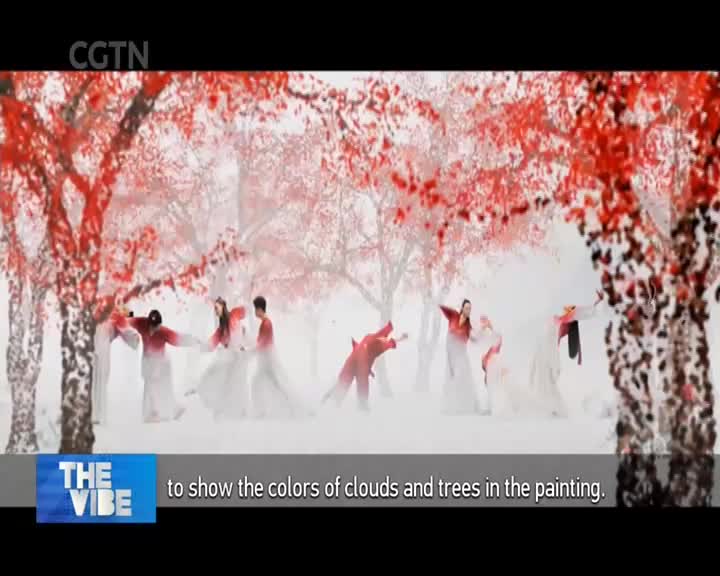 CGTN
THE
VIBE
to show the colors of clouds and trees in the painting.